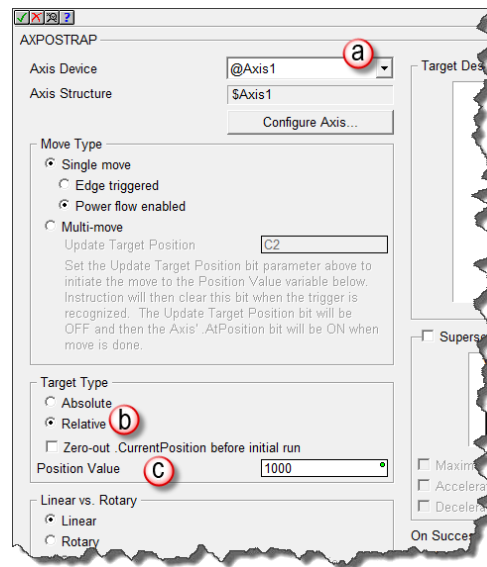 AXPOSTRAP
a
Axis Device @Axis1
Target Des
Axis Structure $Axis1
Configure Axis...
Move Type
Single move
Edge triggered
Power flow enabled
Multi-move
Update Target Position C2
Set the Update Target Position bit parameter above to
initiate the move to the Position Value variable below.
Instruction will then clear this bit when the trigger is
recognized. The Update Target Position bit will be
OFF and then the Axis' .AtPosition bit will be ON when
move is done.
Superse
Target Type
Absolute
Relative b
Zero-out .CurrentPosition before initial run
Position Value c 1000
Maxim
Accelera
Decelera
Linear vs. Rotary
Linear
Rotary
On Succes